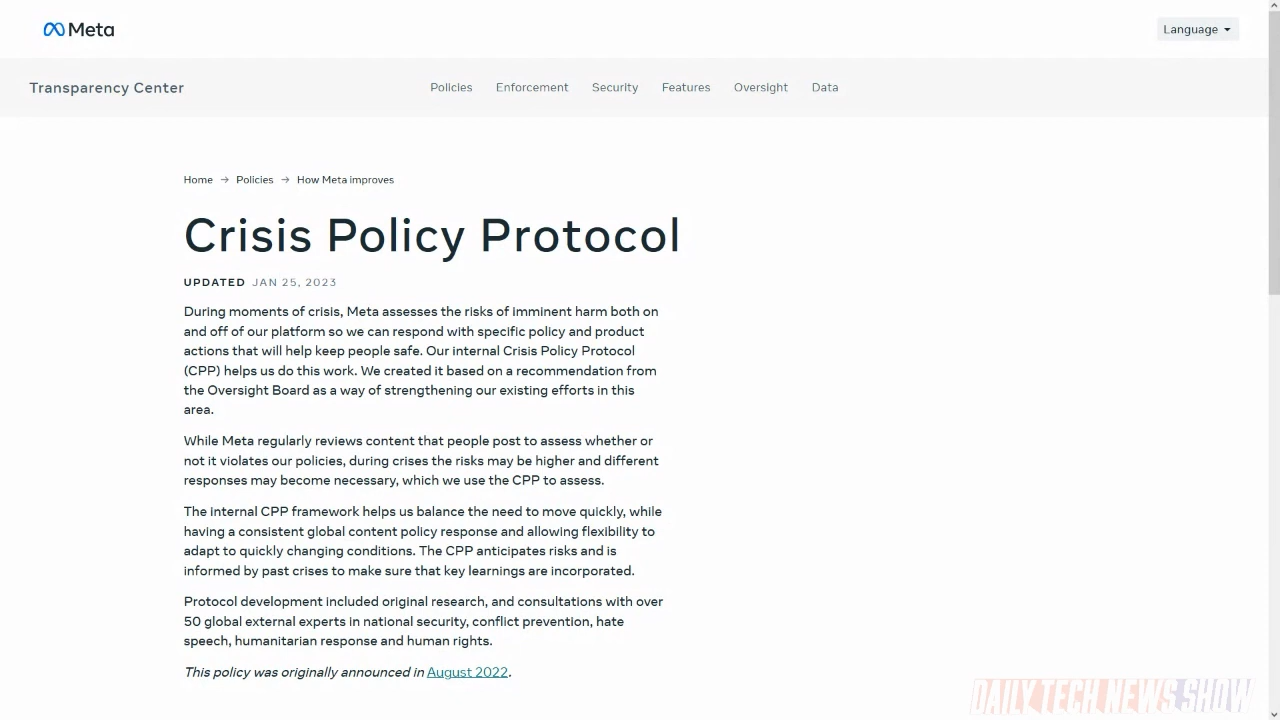 Meta
Language
Transparency Center
Policies Enforcement Security Features Oversight Data
Home → Policies → How Meta improves
Crisis Policy Protocol
UPDATED JAN 25, 2023
During moments of crisis, Meta assesses the risks of imminent harm both on
and off of our platform so we can respond with specific policy and product
actions that will help keep people safe. Our internal Crisis Policy Protocol
(CPP) helps us do this work. We created it based on a recommendation from
the Oversight Board as a way of strengthening our existing efforts in this
area.
While Meta regularly reviews content that people post to assess whether or
not it violates our policies, during crises the risks may be higher and different
responses may become necessary, which we use the CPP to assess.
The internal CPP framework helps us balance the need to move quickly, while
having a consistent global content policy response and allowing flexibility to
adapt to quickly changing conditions. The CPP anticipates risks and is
informed by past crises to make sure that key learnings are incorporated.
Protocol development included original research, and consultations with over
50 global external experts in national security, conflict prevention, hate
speech, humanitarian response and human rights.
This policy was originally announced in August 2022.
DAILY TECH NEWS SHOW